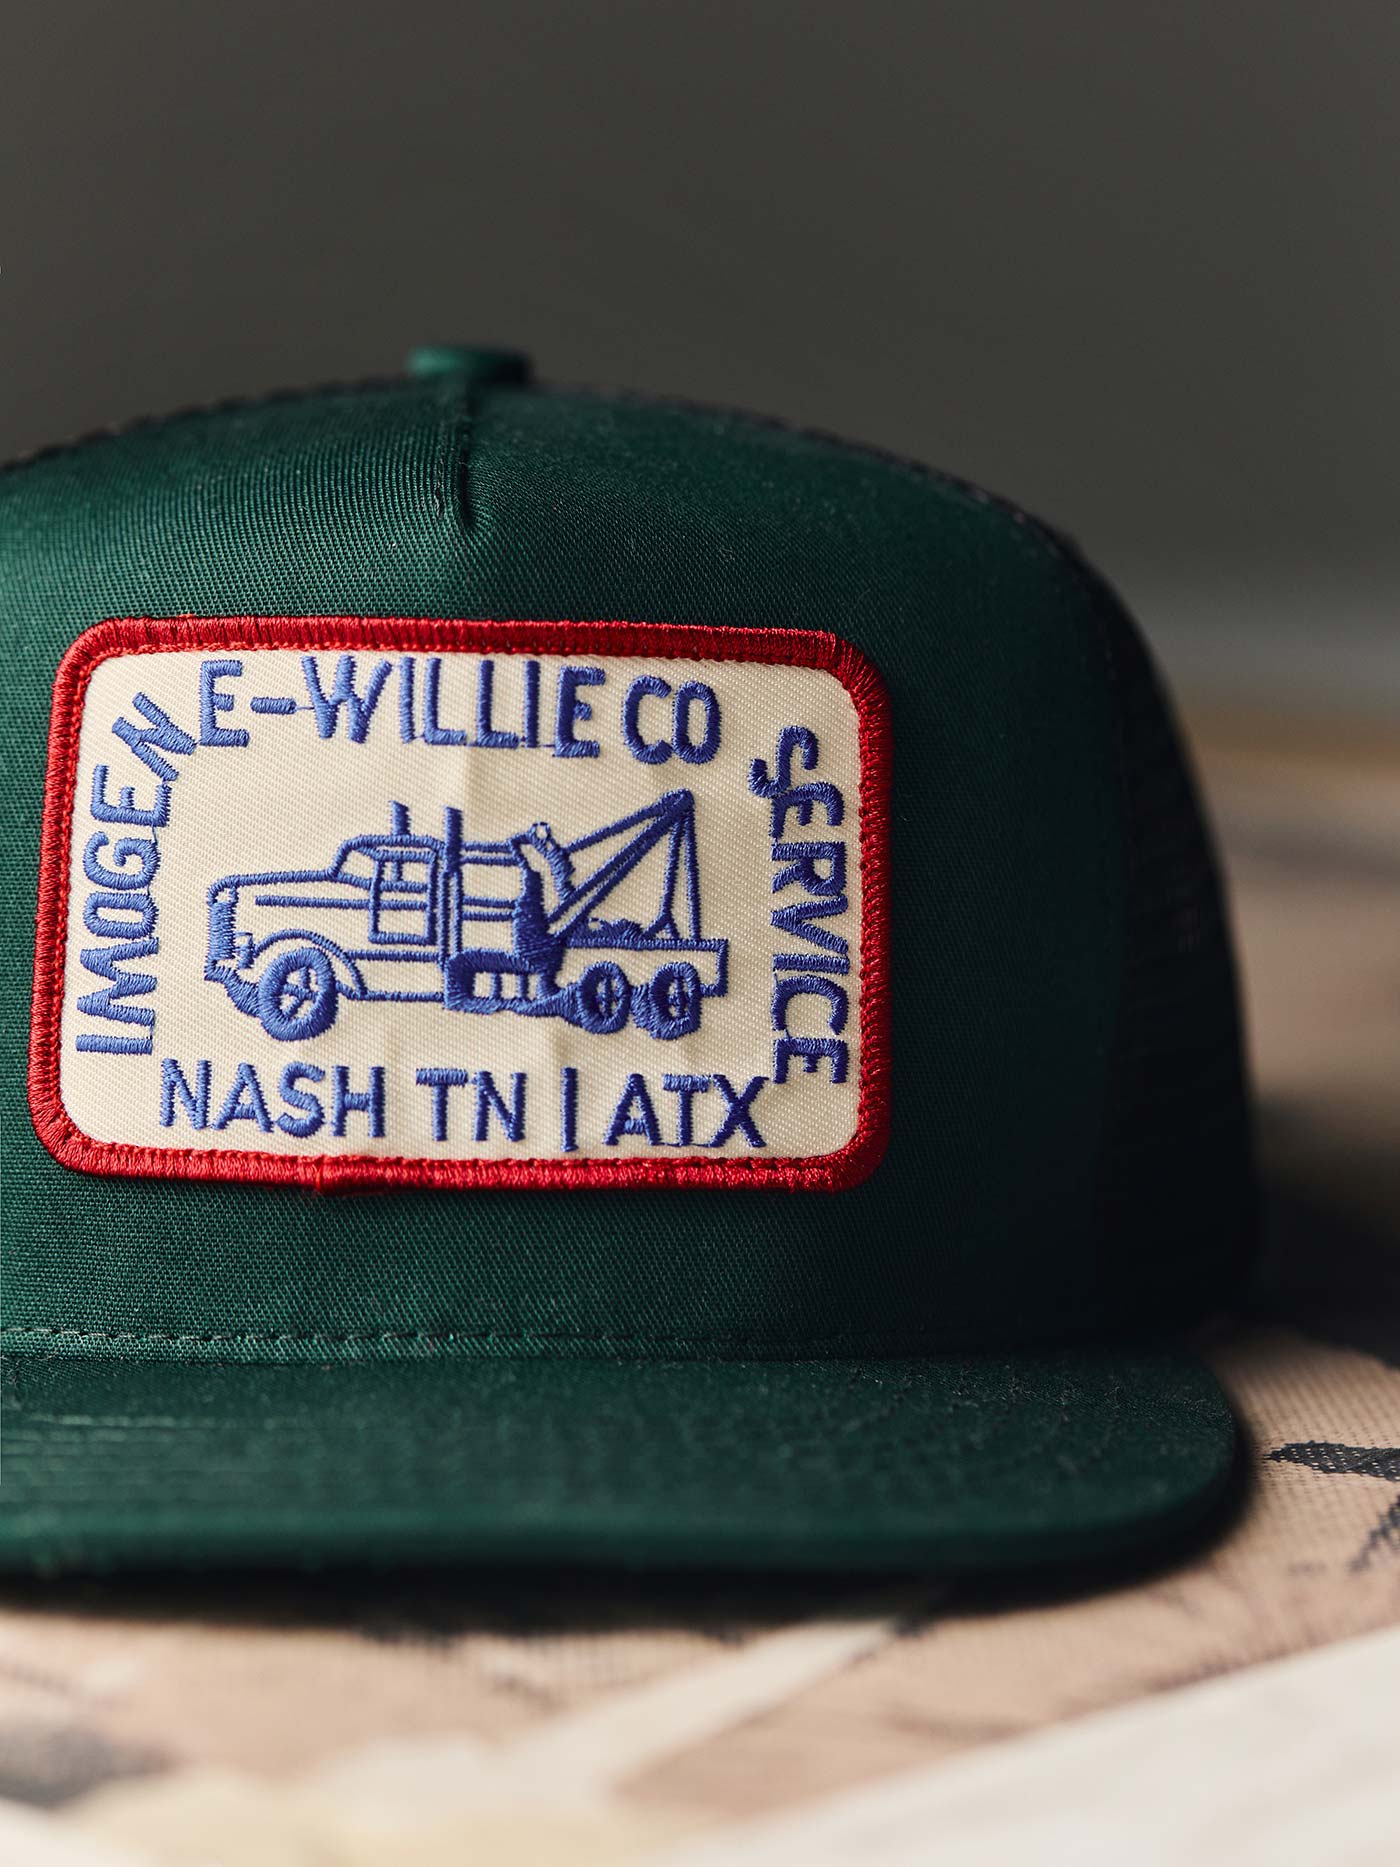 IMOGENE-WILLIE CO SERVICE
NASH TN | ATX